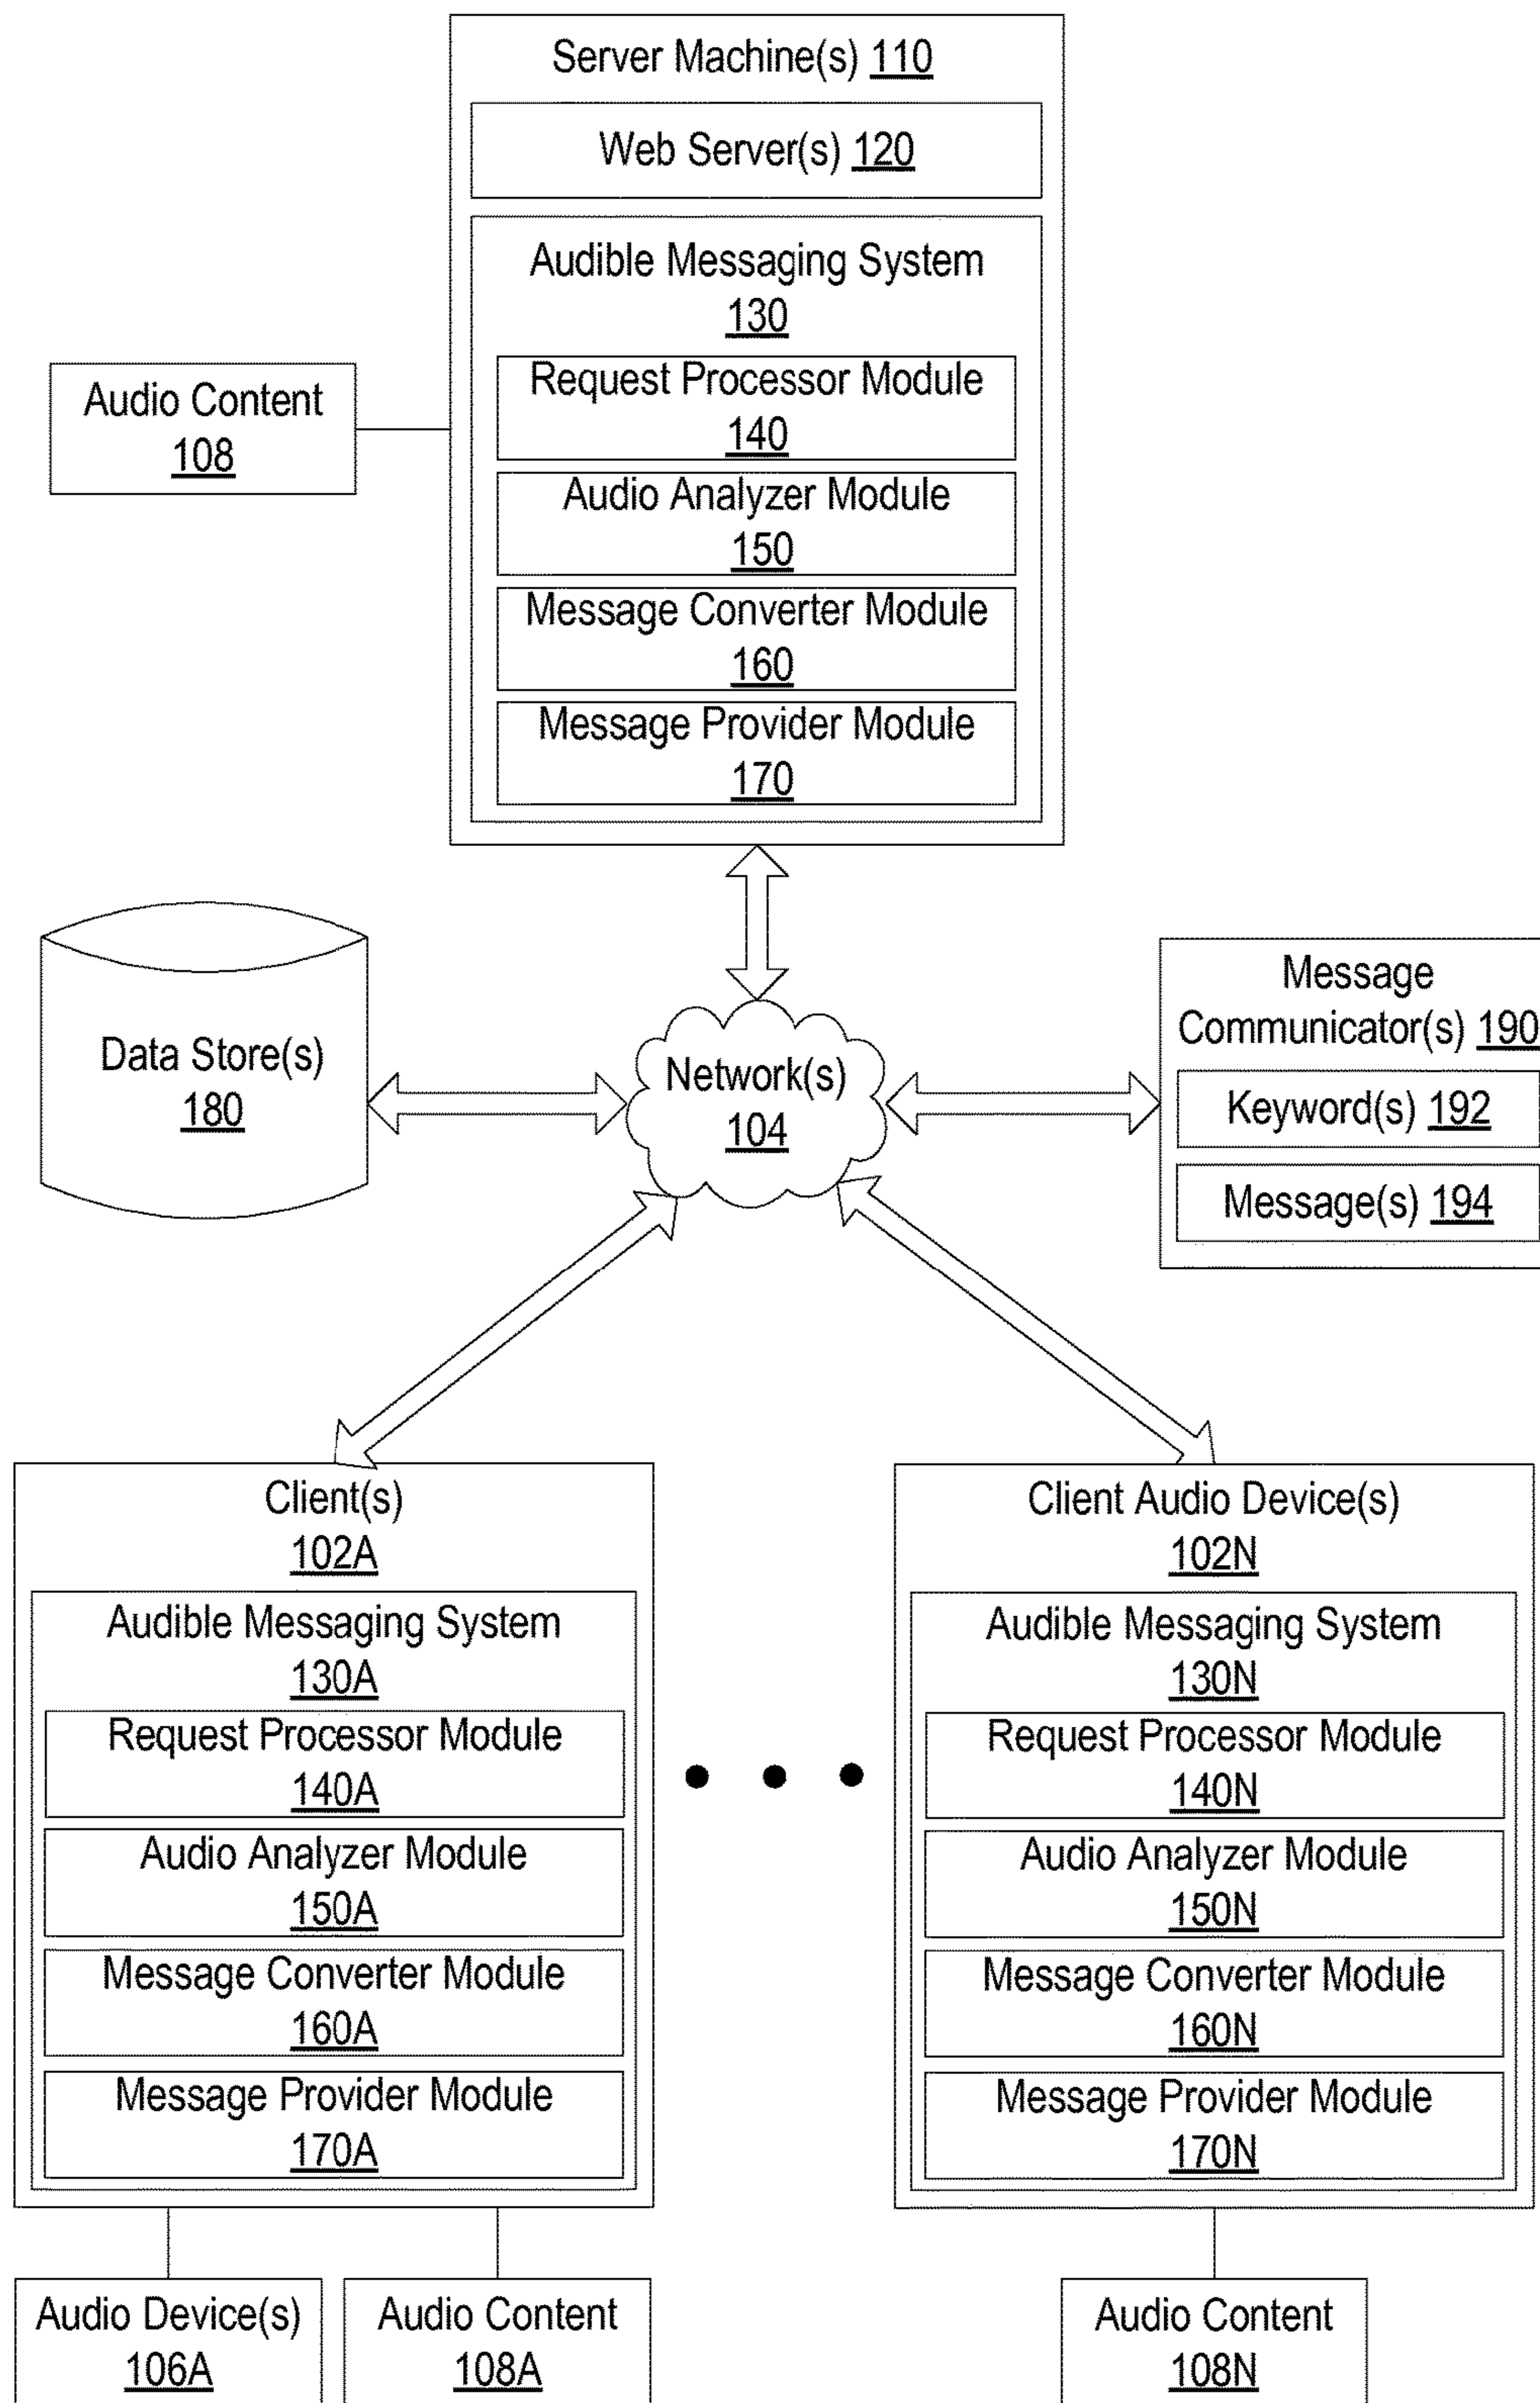 Server Machine(s) 110
Web Server(s) 120
Audible Messaging System
130
Request Processor Module
140
Audio Analyzer Module
150
Message Converter Module
160
Message Provider Module
170
Audio Content
108
Data Store(s)
180
Network(s)
104
Message
Communicator(s) 190
Keyword(s) 192
Message(s) 194
Client(s)
102A
Audible Messaging System
130A
Request Processor Module
140A
Audio Analyzer Module
150A
Message Converter Module
160A
Message Provider Module
170A
Audio Device(s)
106A
Audio Content
108A
Client Audio Device(s)
102N
Audible Messaging System
130N
Request Processor Module
140N
Audio Analyzer Module
150N
Message Converter Module
160N
Message Provider Module
170N
Audio Content
108N